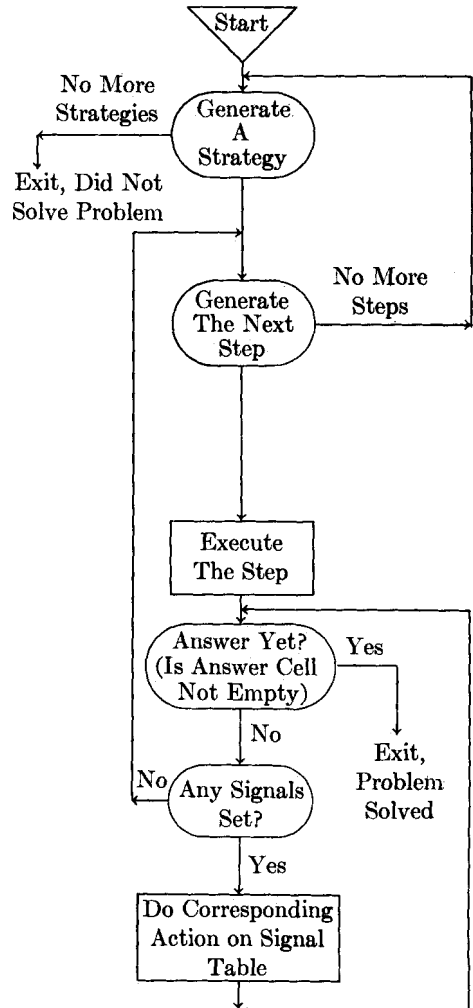 Start
No More
Strategies
Generate
A
Strategy
Exit, Did Not
Solve Problem
Generate
The Next
Step
No More
Steps
Execute
The Step
Answer Yet?
(Is Answer Cell
Not Empty)
Yes
No
Exit,
Problem
Solved
No
Any Signals
Set?
Yes
Do Corresponding
Action on Signal
Table